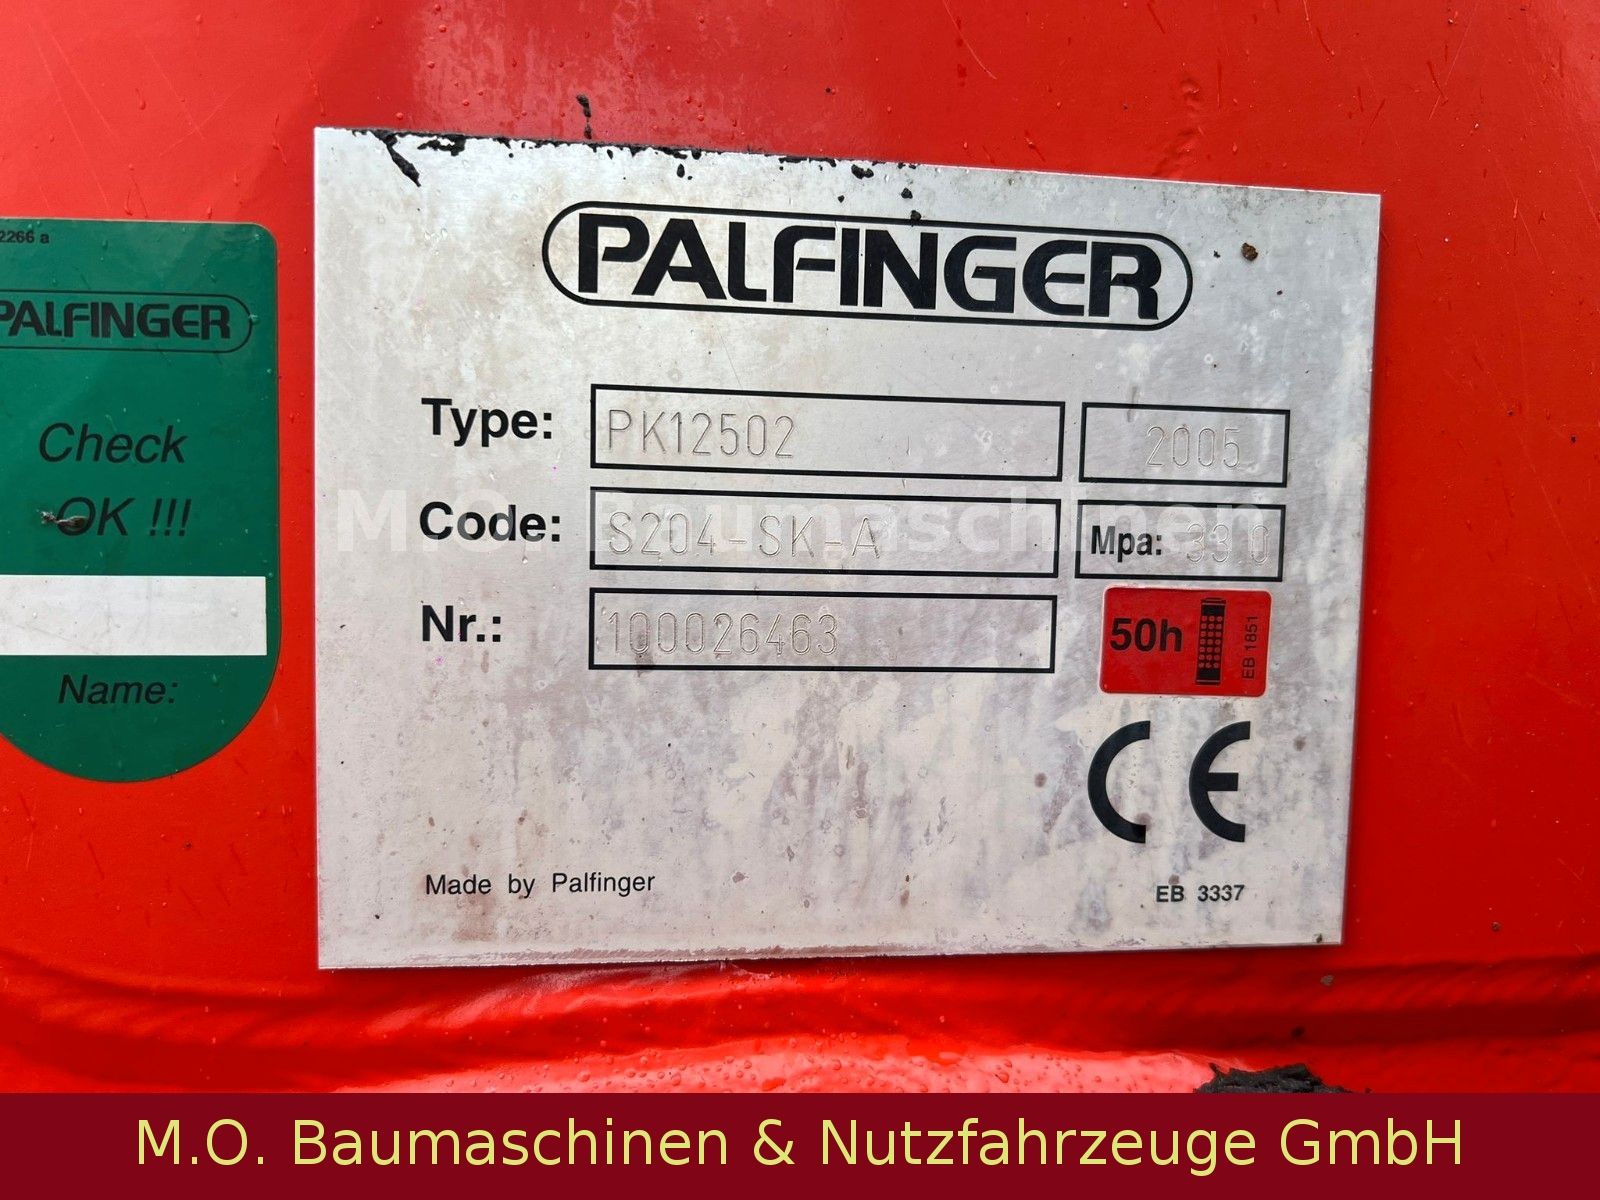 2266 a
PALFINGER
Check
OK !!!
Name:
PALFINGER
Type: PK12502 2005
Code: S204-SK-A Mpa: 33.0
Nr.: 100026463
50h
EB 1851
CE
Made by Palfinger
EB 3337
M.O. Baumaschinen
M.O. Baumaschinen & Nutzfahrzeuge GmbH